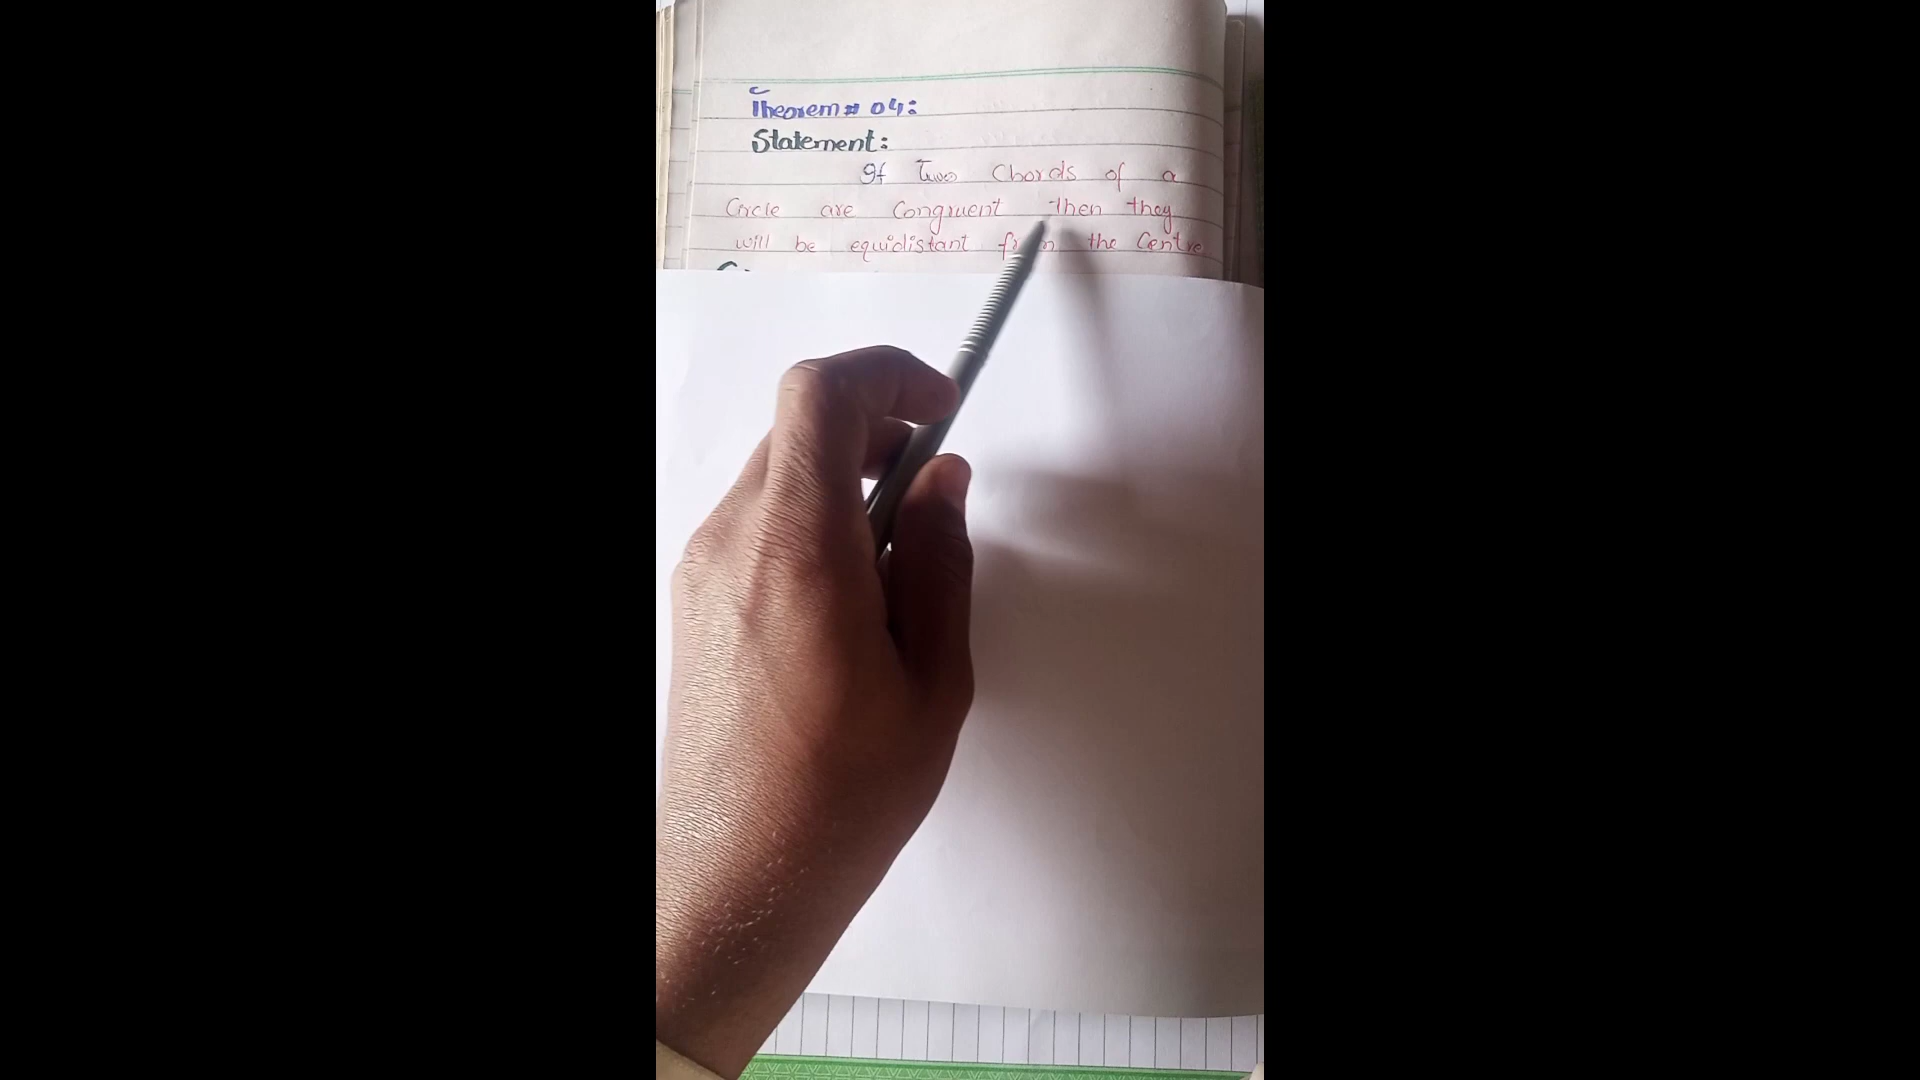 Theorem # 04:
Statement:
If Two Chords of a
Circle are Congruent then they
will be equidistant the Centre